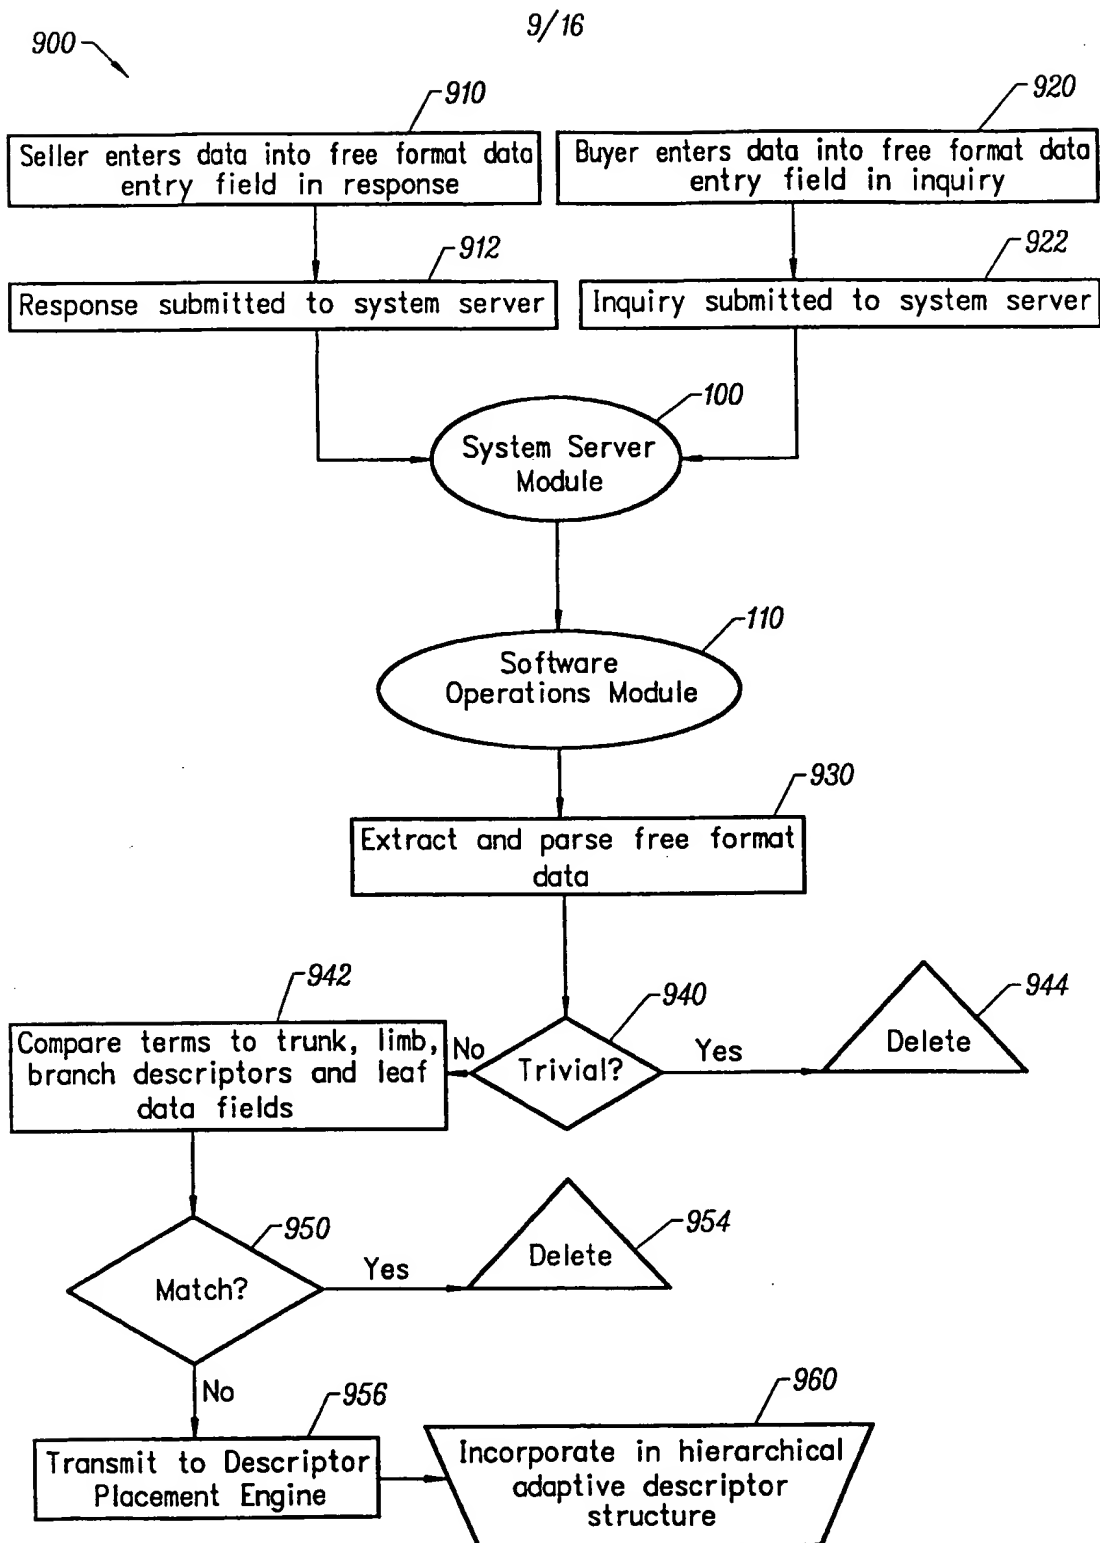 9/16
900
910
Seller enters data into free format data
entry field in response
920
Buyer enters data into free format data
entry field in inquiry
912
Response submitted to system server
922
Inquiry submitted to system server
100
System Server
Module
110
Software
Operations Module
930
Extract and parse free format
data
942
Compare terms to trunk, limb,
branch descriptors and leaf
data fields
No
940
Trivial?
Yes
944
Delete
950
Match?
Yes
954
Delete
No
956
Transmit to Descriptor
Placement Engine
960
Incorporate in hierarchical
adaptive descriptor
structure